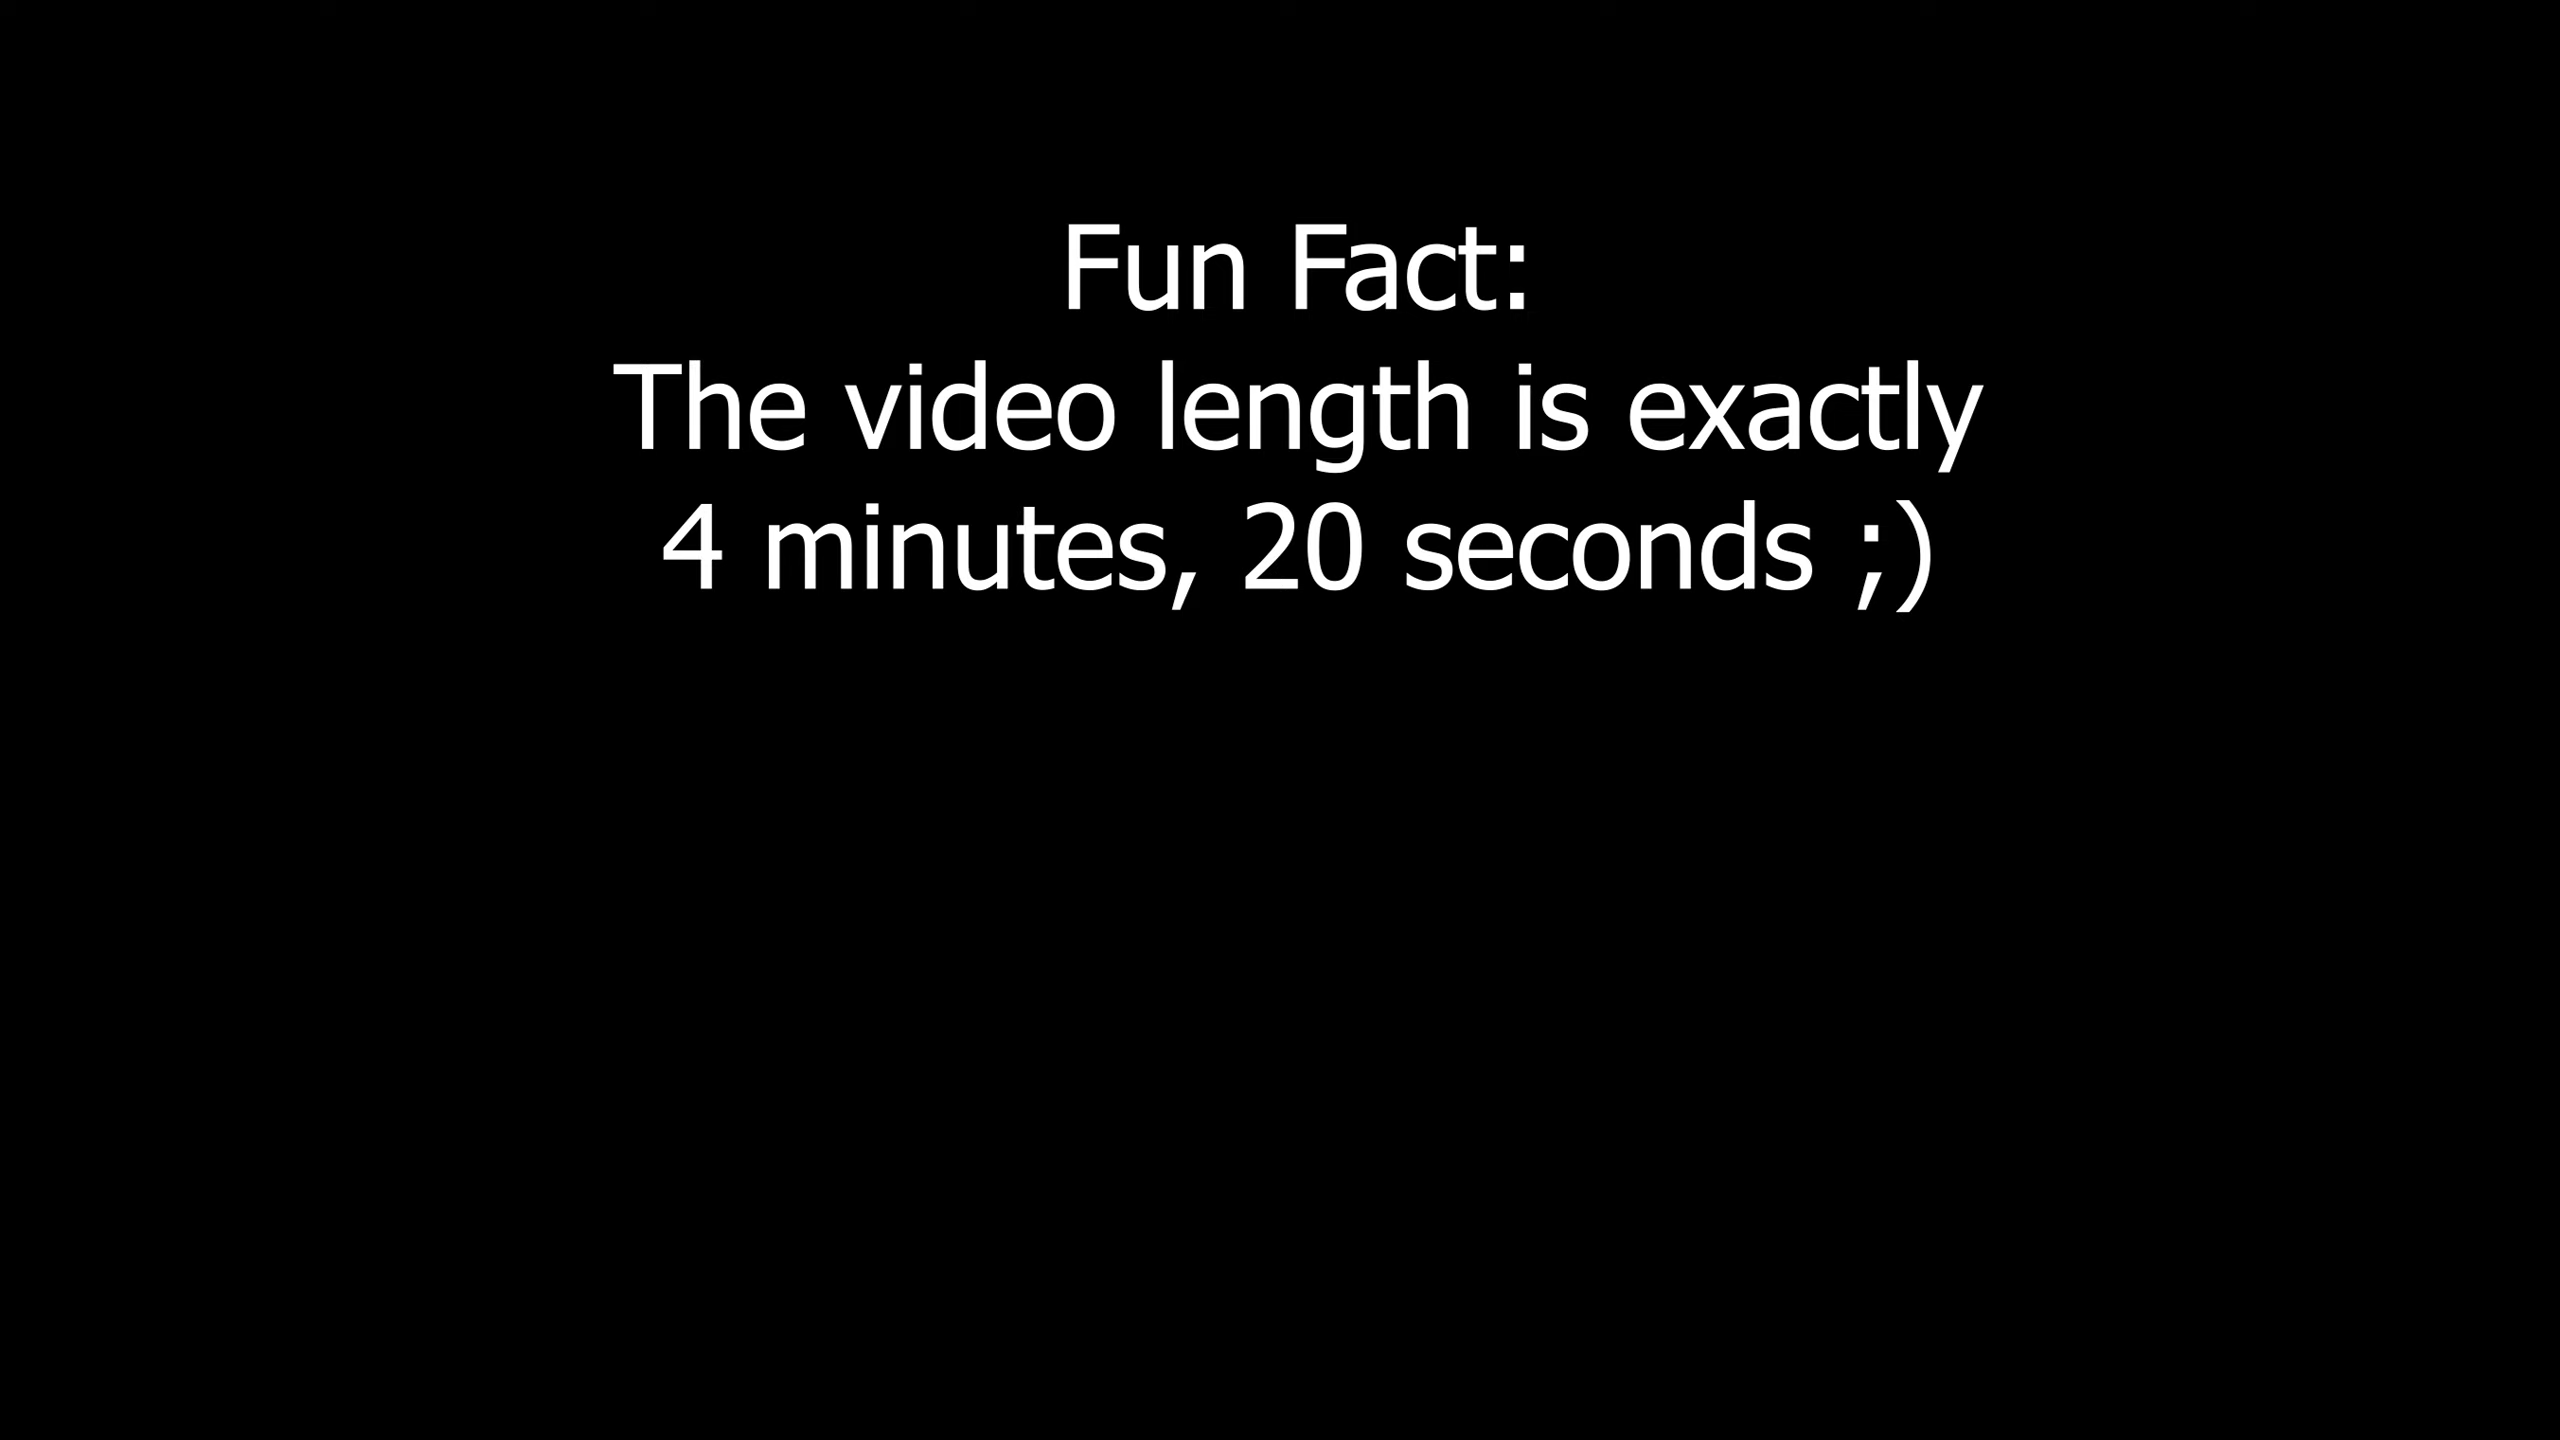 Fun Fact:
The video length is exactly
4 minutes, 20 seconds ;)